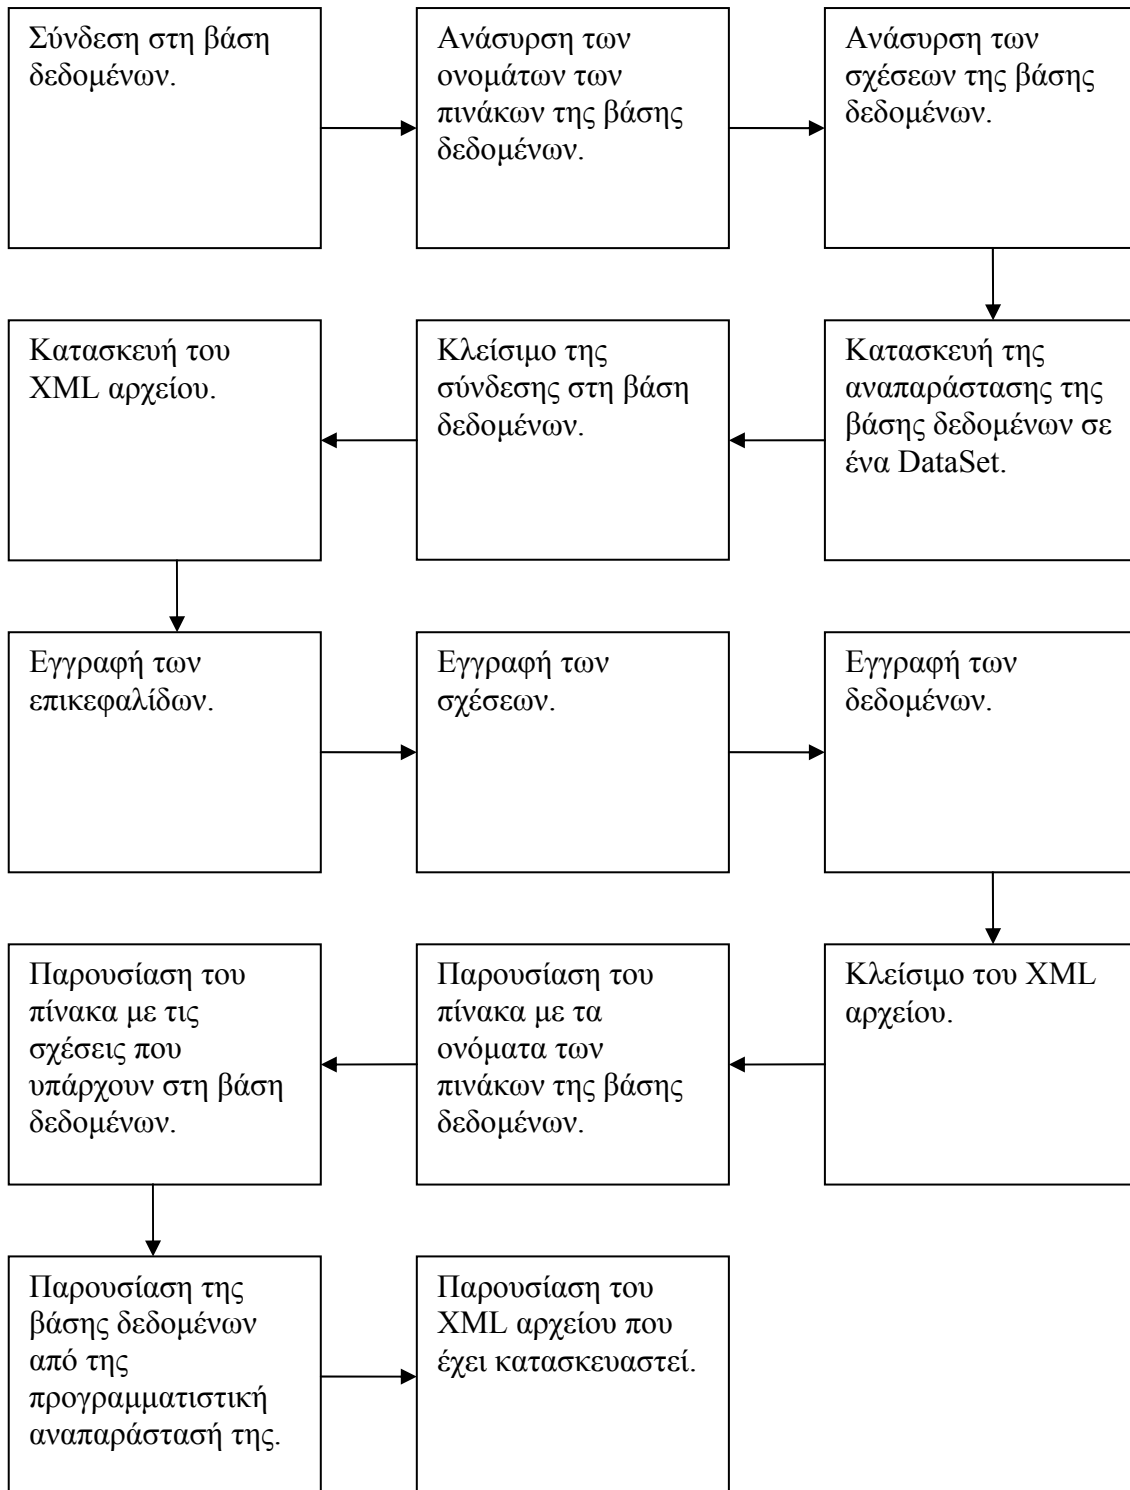 Σύνδεση στη βάση
δεδομένων.
Ανάσυρση των
ονομάτων των
πινάκων της βάσης
δεδομένων.
Ανάσυρση των
σχέσεων της βάσης
δεδομένων.
Κατασκευή της
αναπαράστασης της
βάσης δεδομένων σε
ένα DataSet.
Κλείσιμο της
σύνδεσης στη βάση
δεδομένων.
Κατασκευή του
XML αρχείου.
Εγγραφή των
επικεφαλίδων.
Εγγραφή των
σχέσεων.
Εγγραφή των
δεδομένων.
Κλείσιμο του XML
αρχείου.
Παρουσίαση του
πίνακα με τα
ονόματα των
πινάκων της βάσης
δεδομένων.
Παρουσίαση του
πίνακα με τις
σχέσεις που
υπάρχουν στη βάση
δεδομένων.
Παρουσίαση της
βάσης δεδομένων
από της
προγραμματιστική
αναπαράστασή της.
Παρουσίαση του
XML αρχείου που
έχει κατασκευαστεί.